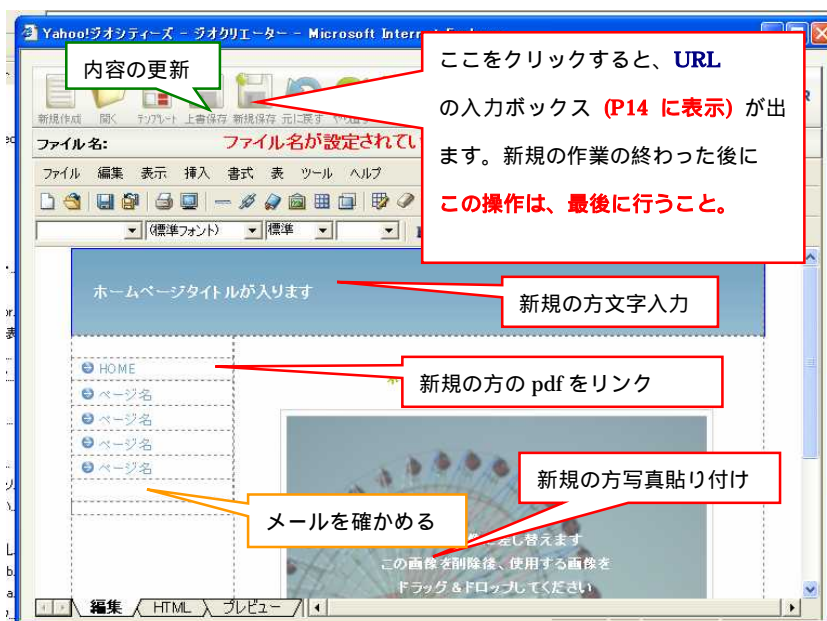 Yahoo!ジオシティーズ - ジオクリエーター - Microsoft Inter
内容の更新
ここをクリックすると、URL
の入力ボックス (P14 に表示) が出
ます。新規の作業の終わった後に
この操作は、最後に行うこと。
新規作成 開く テンプレート 上書保存 新規保存 元に戻す
ファイル名: ファイル名が設定されてい
ファイル 編集 表示 挿入 書式 表 ツール ヘルプ
(標準フォント) 標準
ホームページタイトルが入ります
新規の方文字入力
HOME
新規の方の pdf をリンク
ページ名
ページ名
ページ名
ページ名
新規の方写真貼り付け
メールを確かめる
差し替えます
この画像を削除後、使用する画像を
ドラッグ&ドロップしてください
編集 HTML プレビュー